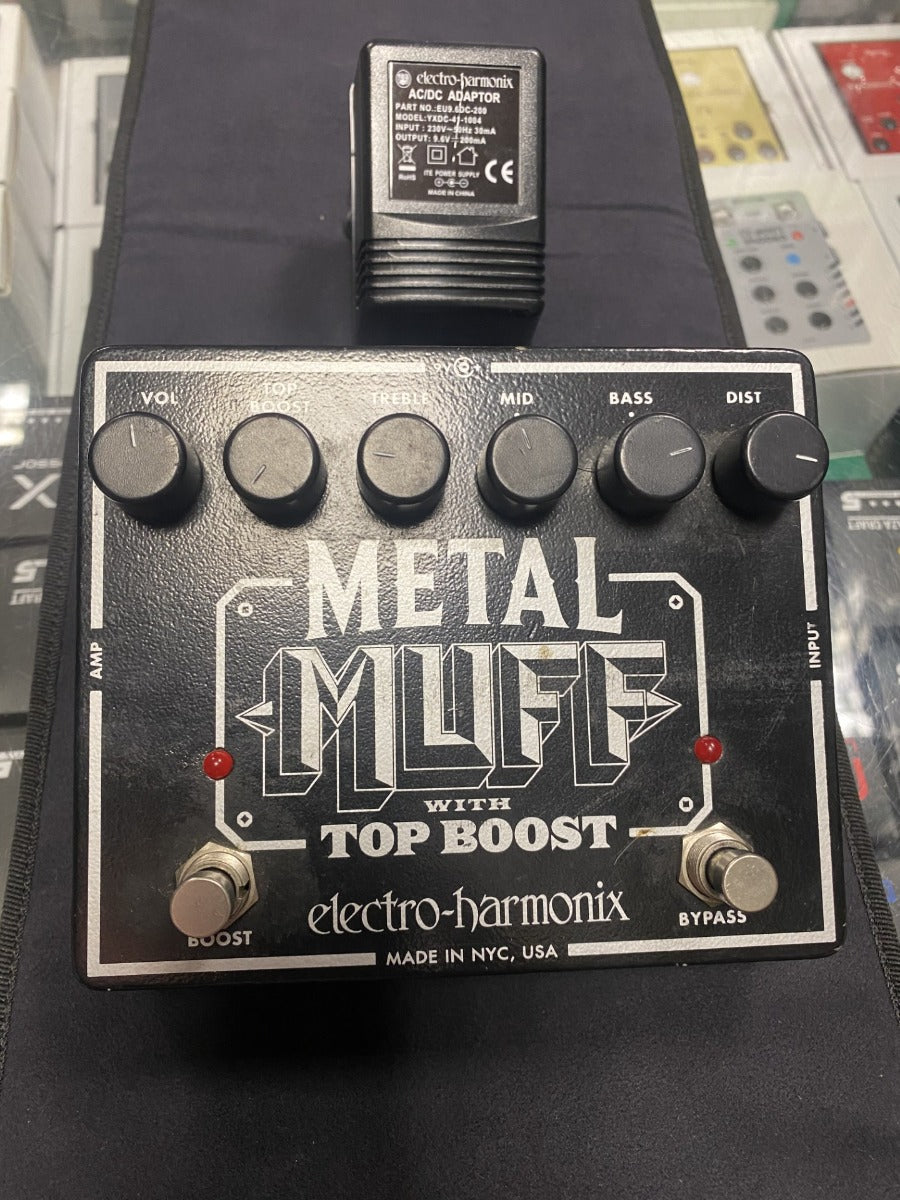 electro-harmonix
AC/DC ADAPTOR
PART NO.:EU9.6DC-200
MODEL:YXDC-41-1004
INPUT : 230V~50Hz 30mA
OUTPUT: 9.6V 200mA
RoHS
ITE POWER SUPPLY
CE
MADE IN CHINA
9V
VOL
TOP BOOST
TREBLE
MID
BASS
DIST
AMP
INPUT
METAL
MUFF
WITH
TOP BOOST
electro-harmonix
BOOST
BYPASS
MADE IN NYC, USA